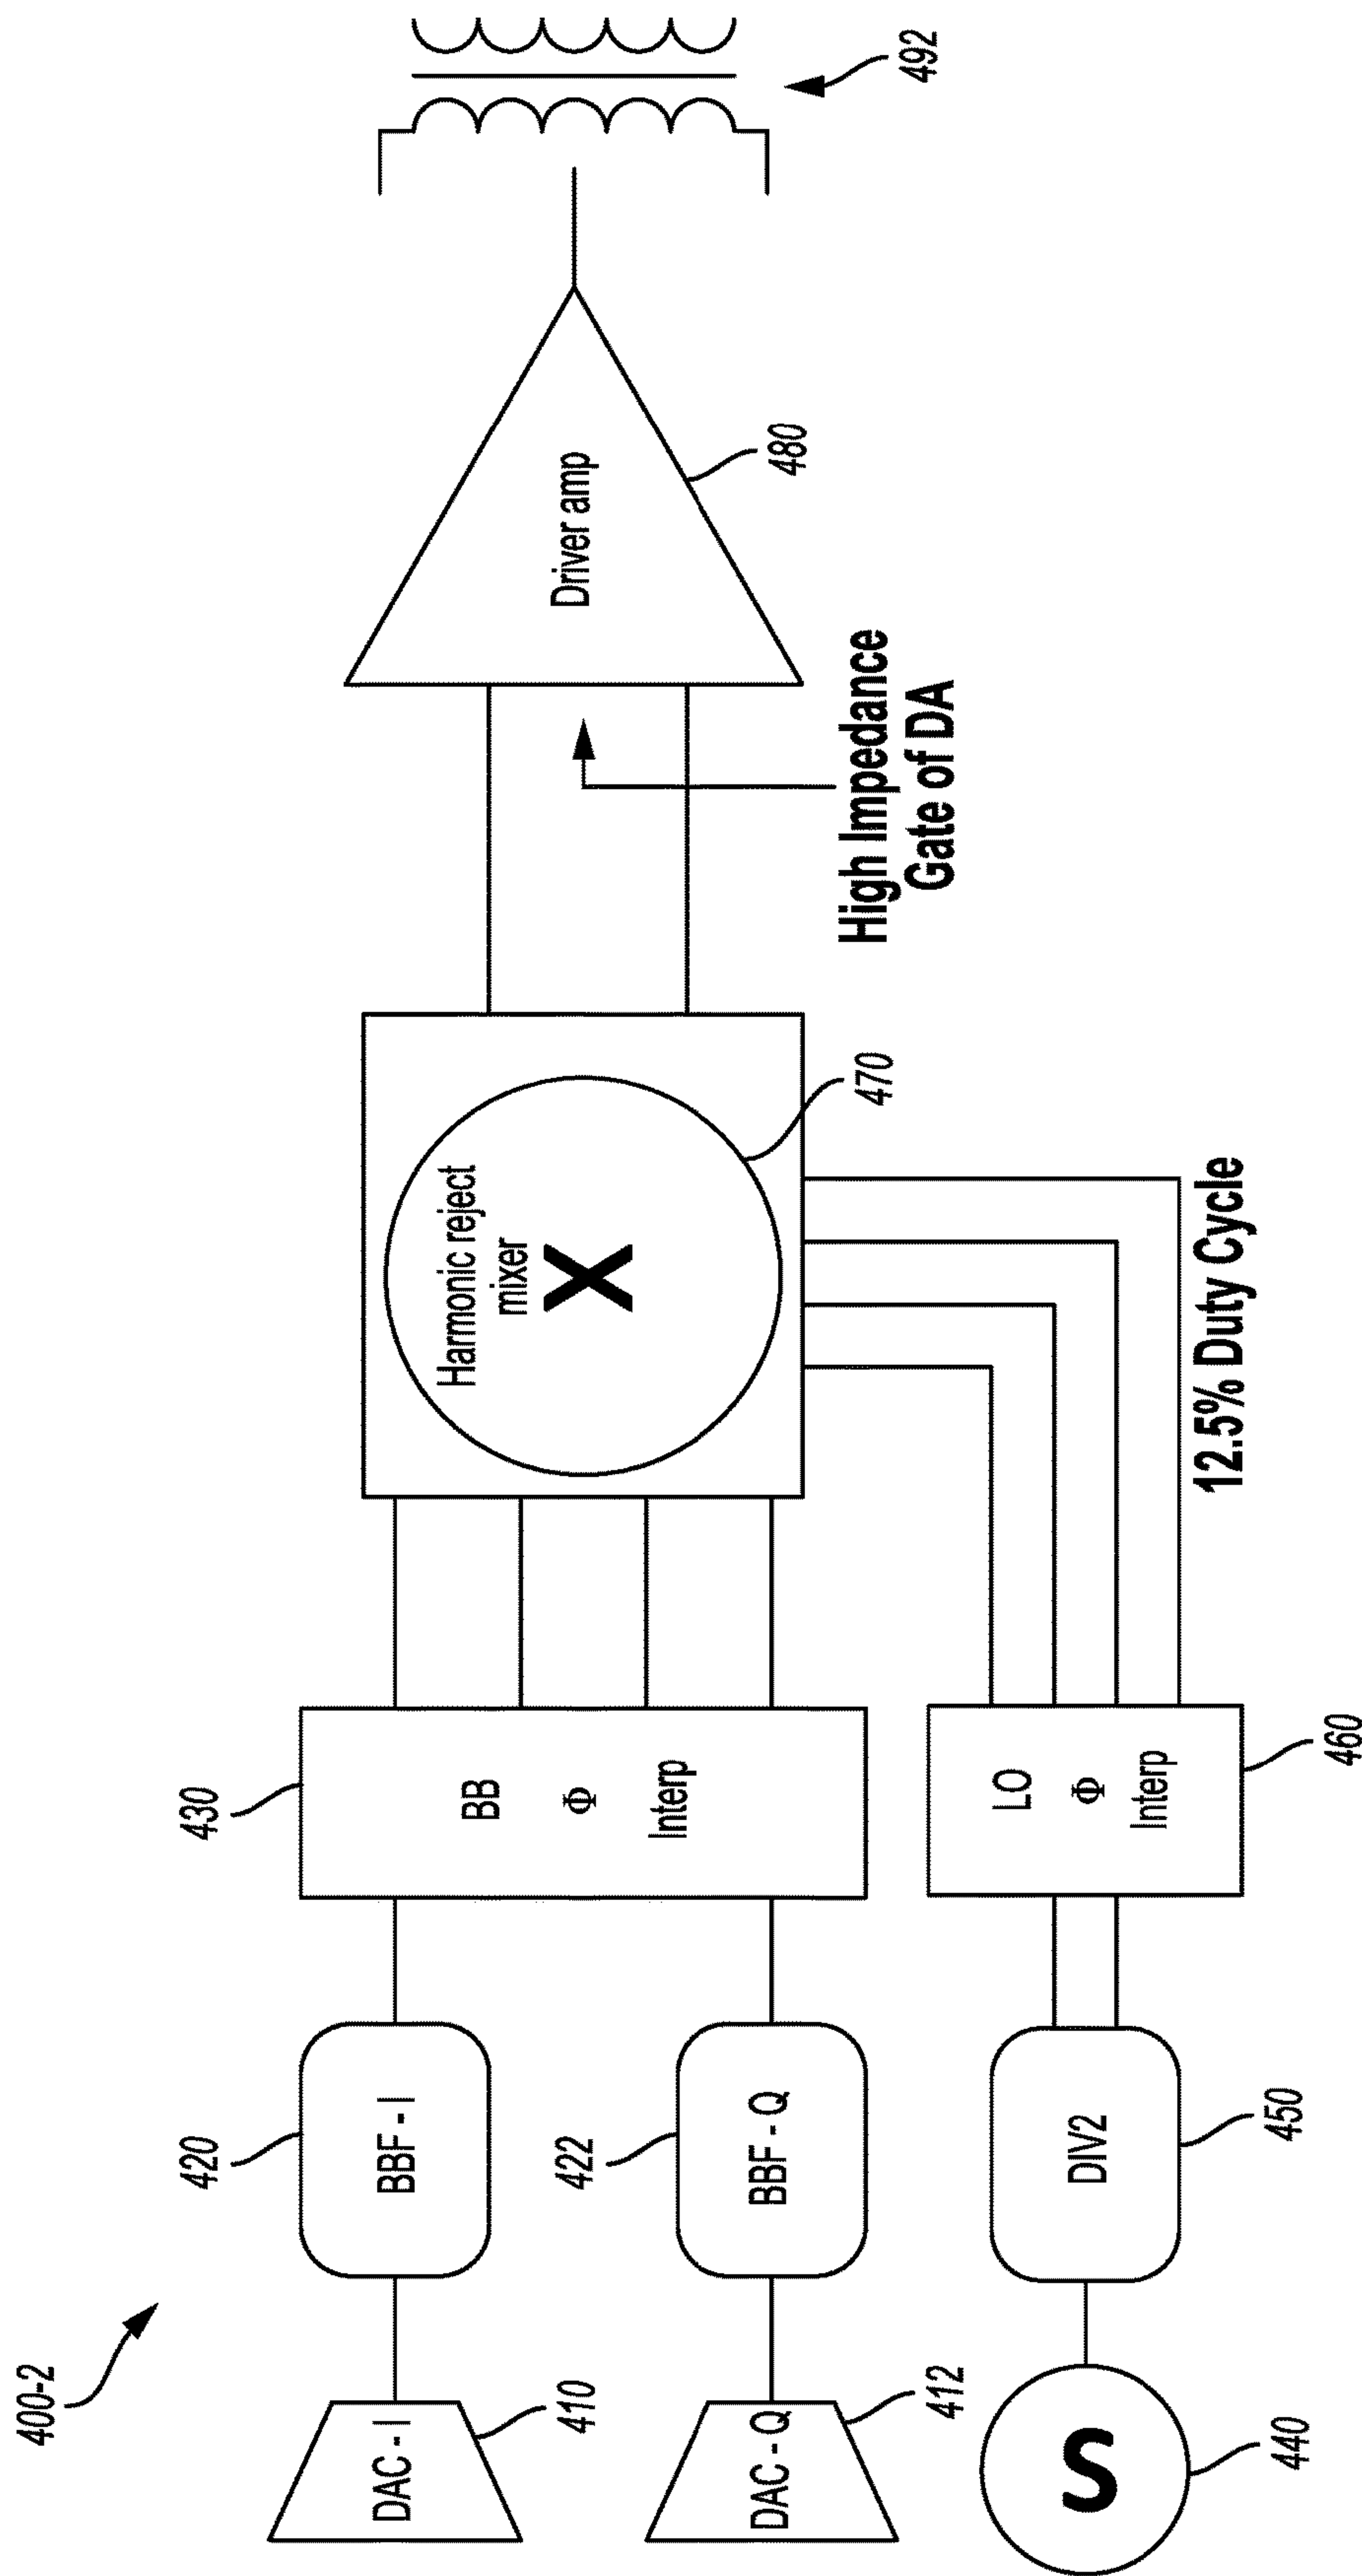 400-2
DAC - I
410
420
BBF - I
430
BB
Φ
Interp
Harmonic reject
mixer
X
470
Driver amp
480
High Impedance
Gate of DA
492
DAC - Q
412
422
BBF - Q
S
440
DIV2
450
LO
Φ
Interp
460
12.5% Duty Cycle